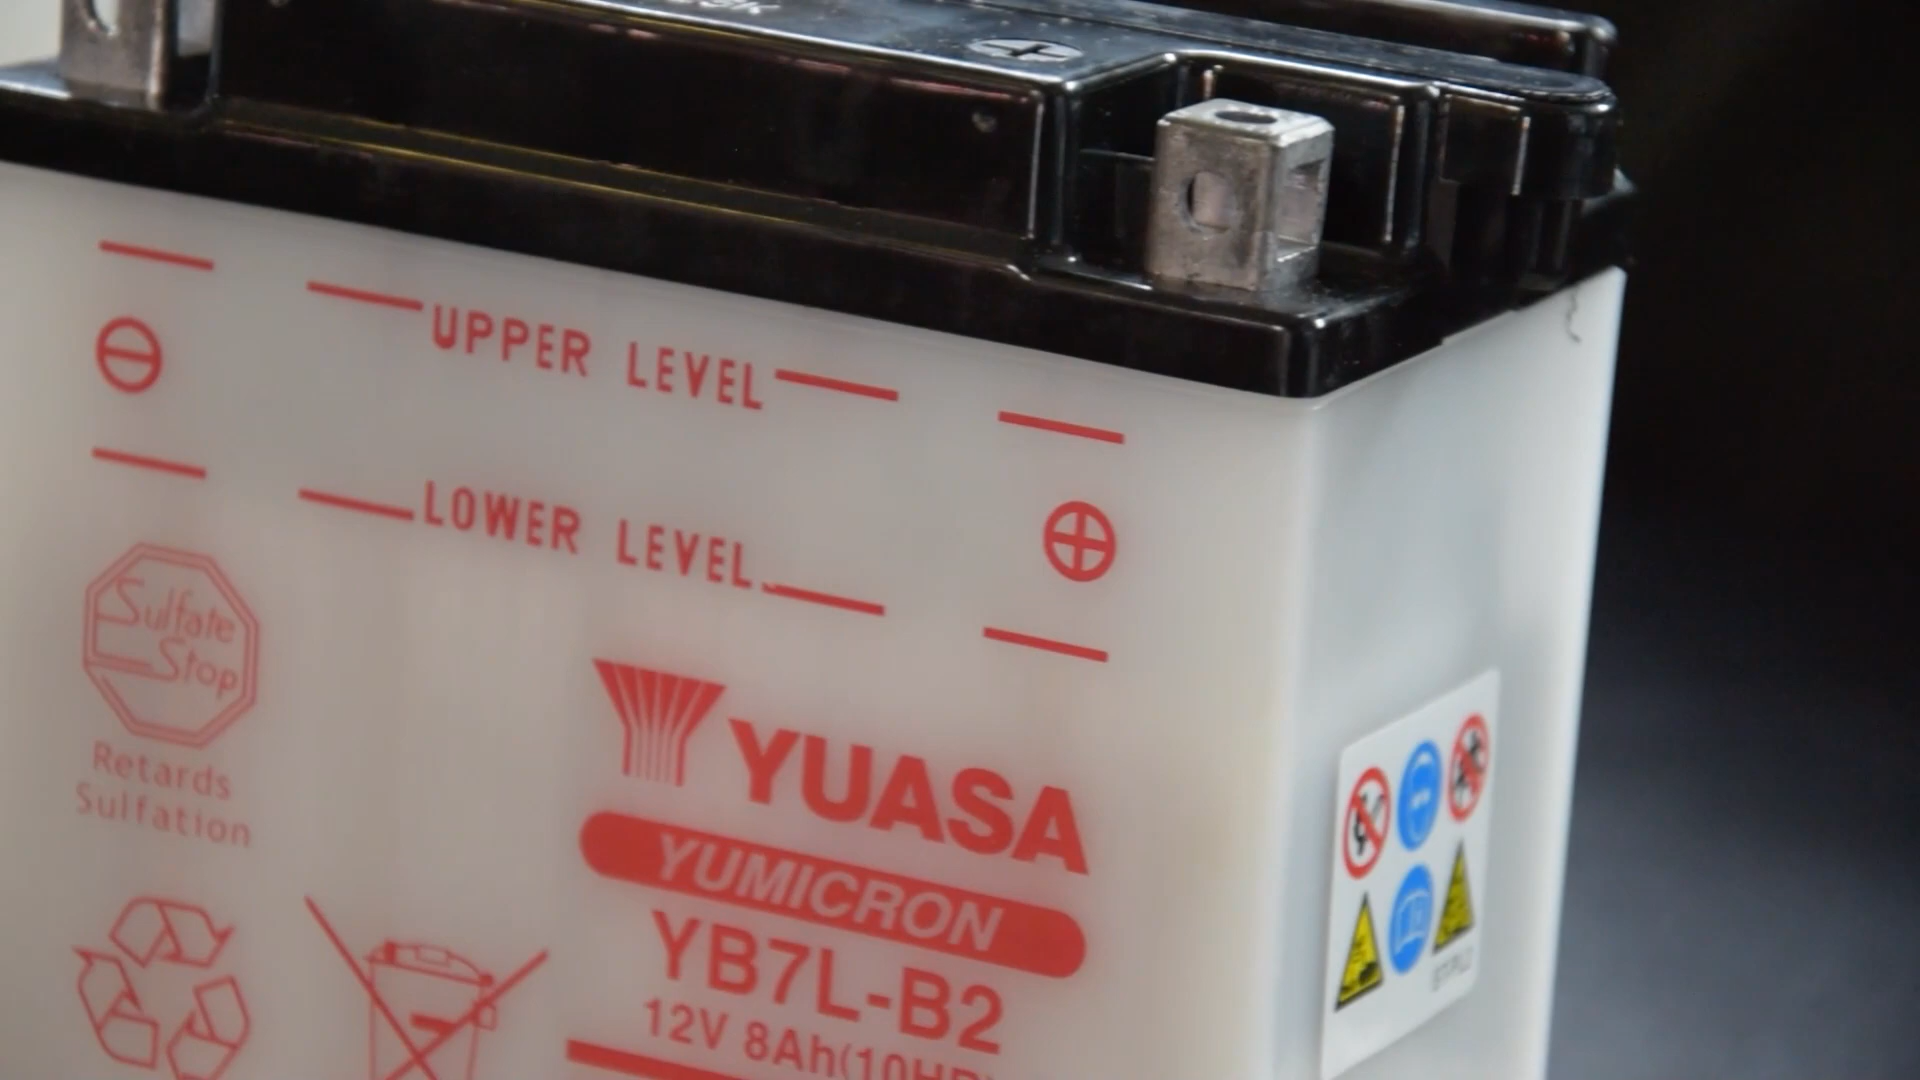 UPPER LEVEL
LOWER LEVEL
Sulfate
Stop
Retards
Sulfation
YUASA
YUMICRON
YB7L-B2
12V 8Ah(10HR)